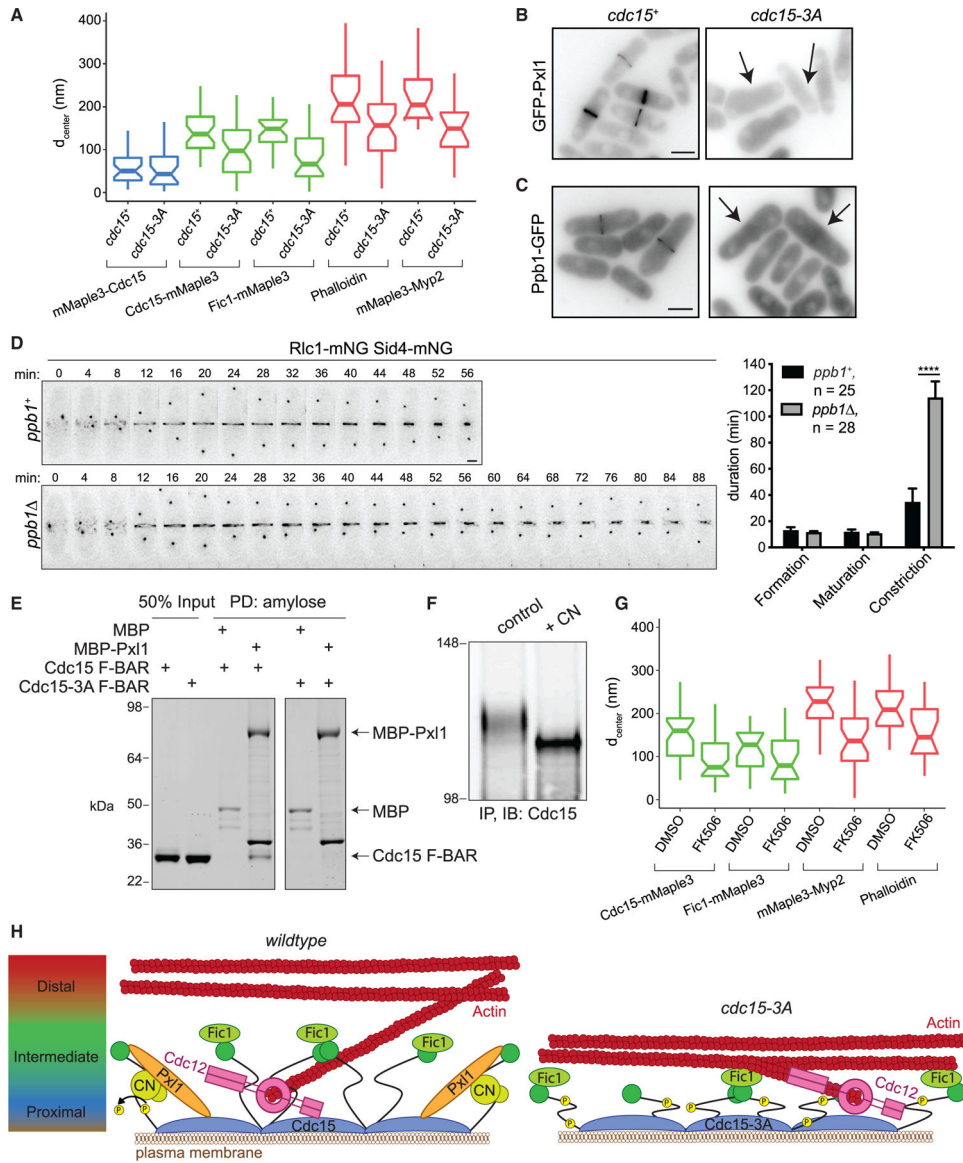 A
d_center (nm)
400
300
200
100
0
cdc15+
cdc15-3A
cdc15+
cdc15-3A
cdc15+
cdc15-3A
cdc15+
cdc15-3A
cdc15+
cdc15-3A
mMaple3-Cdc15
Cdc15-mMaple3
Fic1-mMaple3
Phalloidin
mMaple3-Myp2
B
cdc15+
cdc15-3A
GFP-Pxl1
C
Ppb1-GFP
D
Rlc1-mNG Sid4-mNG
min: 0 4 8 12 16 20 24 28 32 36 40 44 48 52 56
ppb1+
min: 0 4 8 12 16 20 24 28 32 36 40 44 48 52 56 60 64 68 72 76 80 84 88
ppb1Δ
duration (min)
140
120
100
80
60
40
20
0
ppb1+,
n = 25
ppb1Δ,
n = 28
****
Formation
Maturation
Constriction
E
50% Input
PD: amylose
MBP + +
MBP-Pxl1 + +
Cdc15 F-BAR + + +
Cdc15-3A F-BAR + + +
kDa
98
64
50
36
22
MBP-Pxl1
MBP
Cdc15 F-BAR
F
control
+ CN
148
98
IP, IB: Cdc15
G
d_center (nm)
400
300
200
100
0
DMSO
FK506
DMSO
FK506
DMSO
FK506
DMSO
FK506
Cdc15-mMaple3
Fic1-mMaple3
mMaple3-Myp2
Phalloidin
H
wildtype
Distal
Intermediate
Proximal
Actin
Fic1
Fic1
Fic1
Cdc12
Pxl1
Pxl1
CN
CN
P
P
Cdc15
plasma membrane
cdc15-3A
Actin
Fic1
Fic1
Fic1
Cdc12
P
P
P
P
P
P
Cdc15-3A